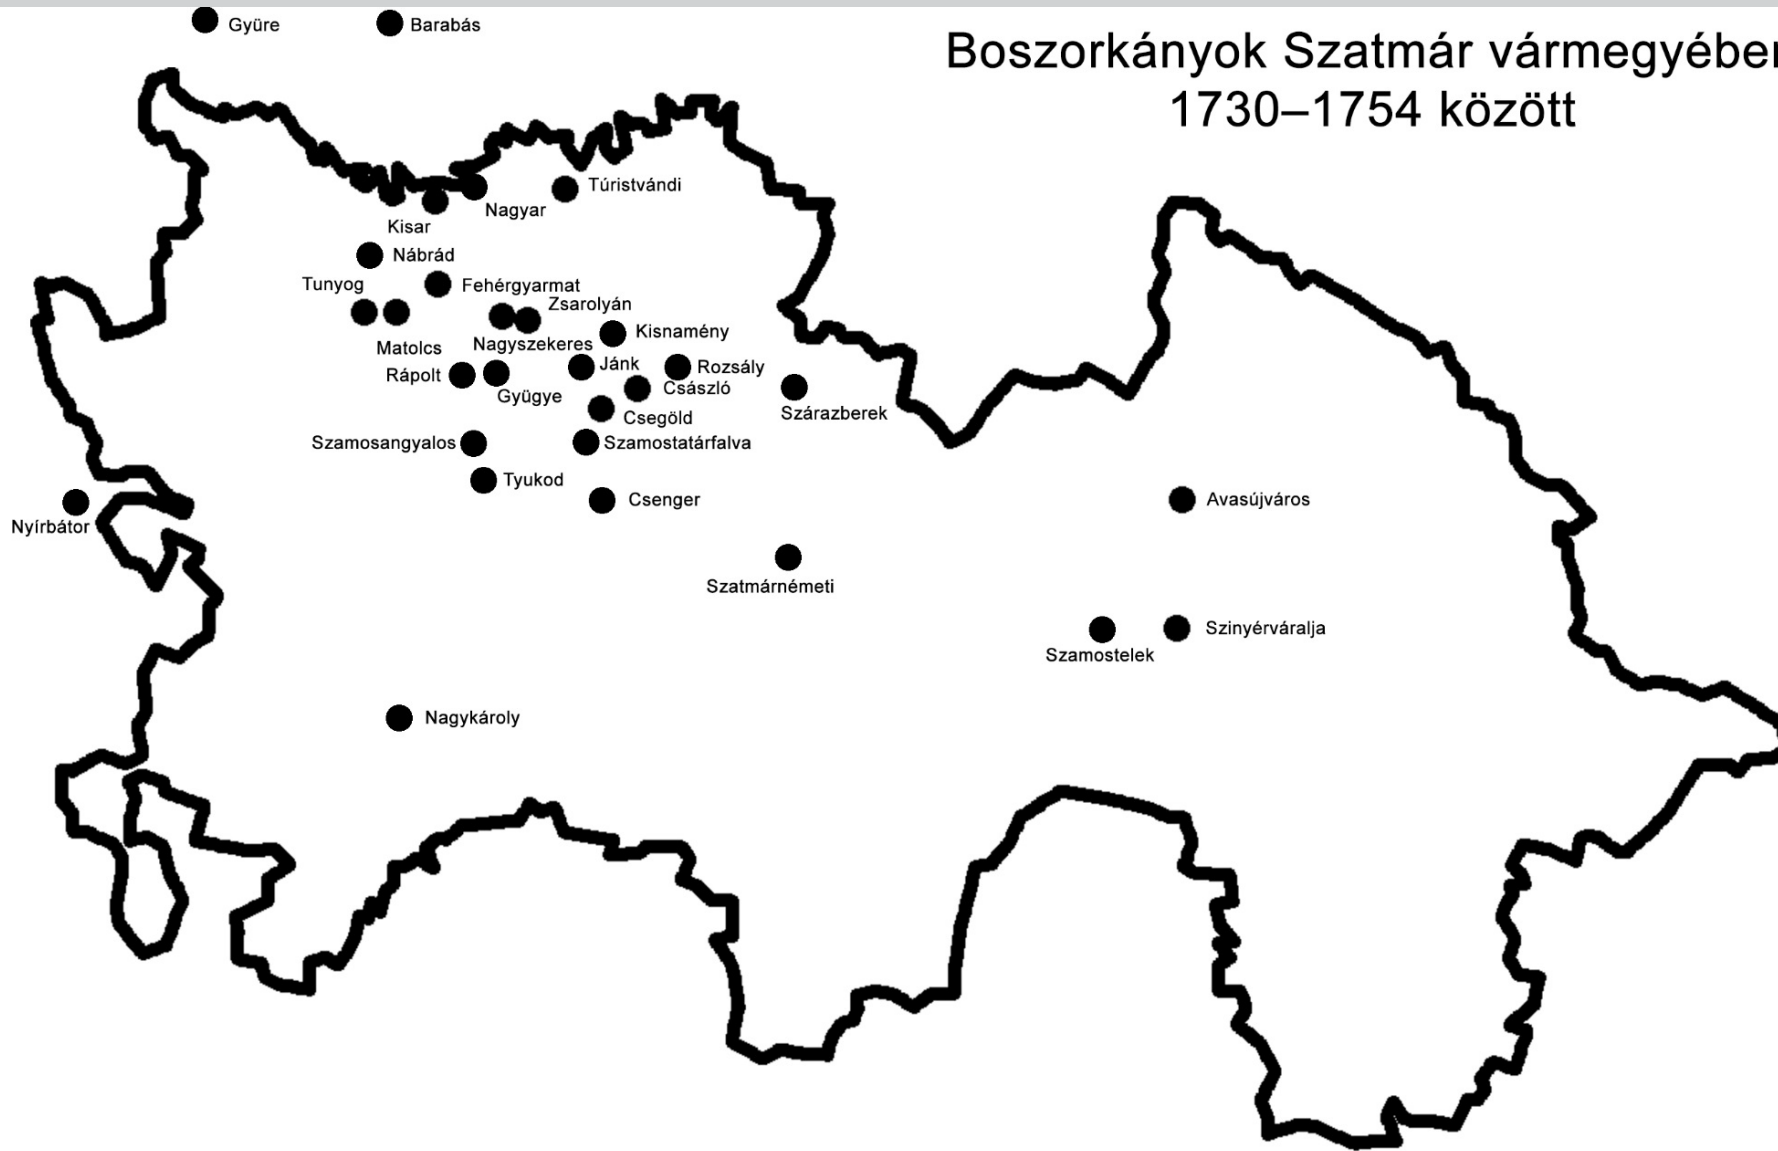 Gyüre
Barabás
Boszorkányok Szatmár vármegyében
1730–1754 között
Túristvándi
Nagyar
Kisar
Nábrád
Tunyog
Fehérgyarmat
Zsarolyán
Kisnamény
Matolcs
Nagyszekeres
Jánk
Rozsály
Rápolt
Császló
Gyügye
Csegöld
Szárazberek
Szamosangyalos
Szamostatárfalva
Tyukod
Csenger
Avasújváros
Nyírbátor
Szatmárnémeti
Szinyérváralja
Szamostelek
Nagykároly